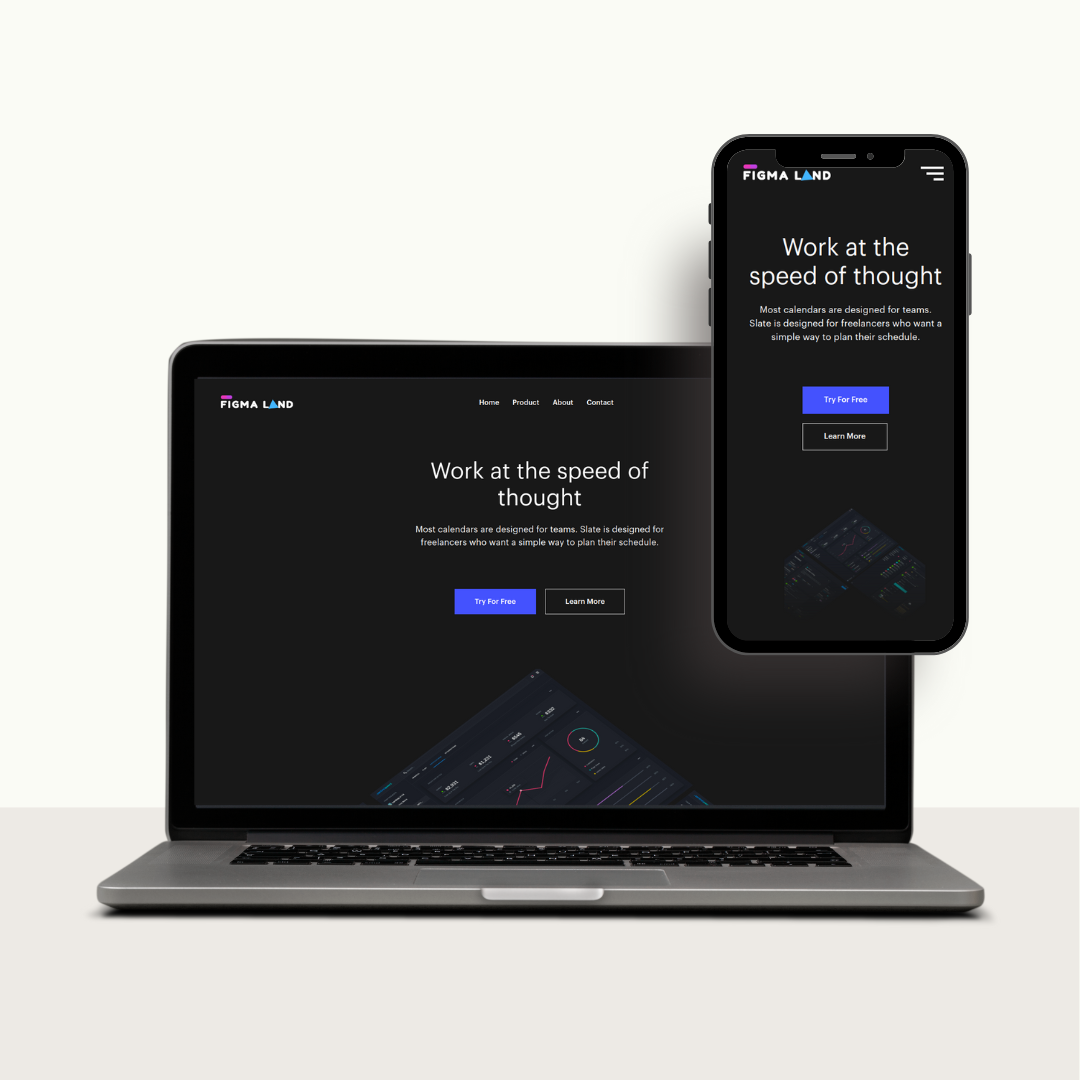 FIGMA LAND
Work at the
speed of thought
Most calendars are designed for teams.
Slate is designed for freelancers who want a
simple way to plan their schedule.
Try For Free
Learn More
FIGMA LAND
Home Product About Contact
Work at the speed of
thought
Most calendars are designed for teams. Slate is designed for
freelancers who want a simple way to plan their schedule.
Try For Free
Learn More